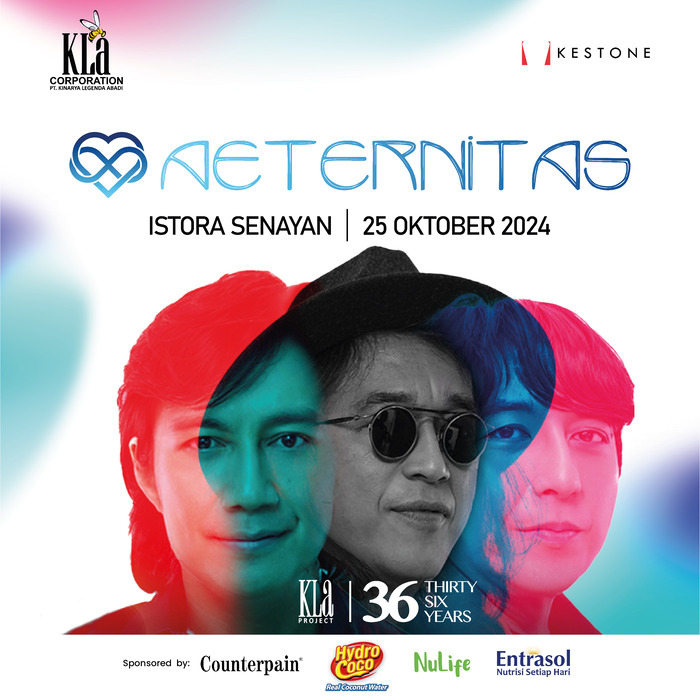 KLa
CORPORATION
PT. KINARYA LEGENDA ABADI
KESTONE
AETERNiTAS
ISTORA SENAYAN | 25 OKTOBER 2024
KLa
PROJECT
36
THIRTY
SIX
YEARS
Sponsored by:
Counterpain®
Hydro
Coco
Real Coconut Water
NuLife
Entrasol
Nutrisi Setiap Hari